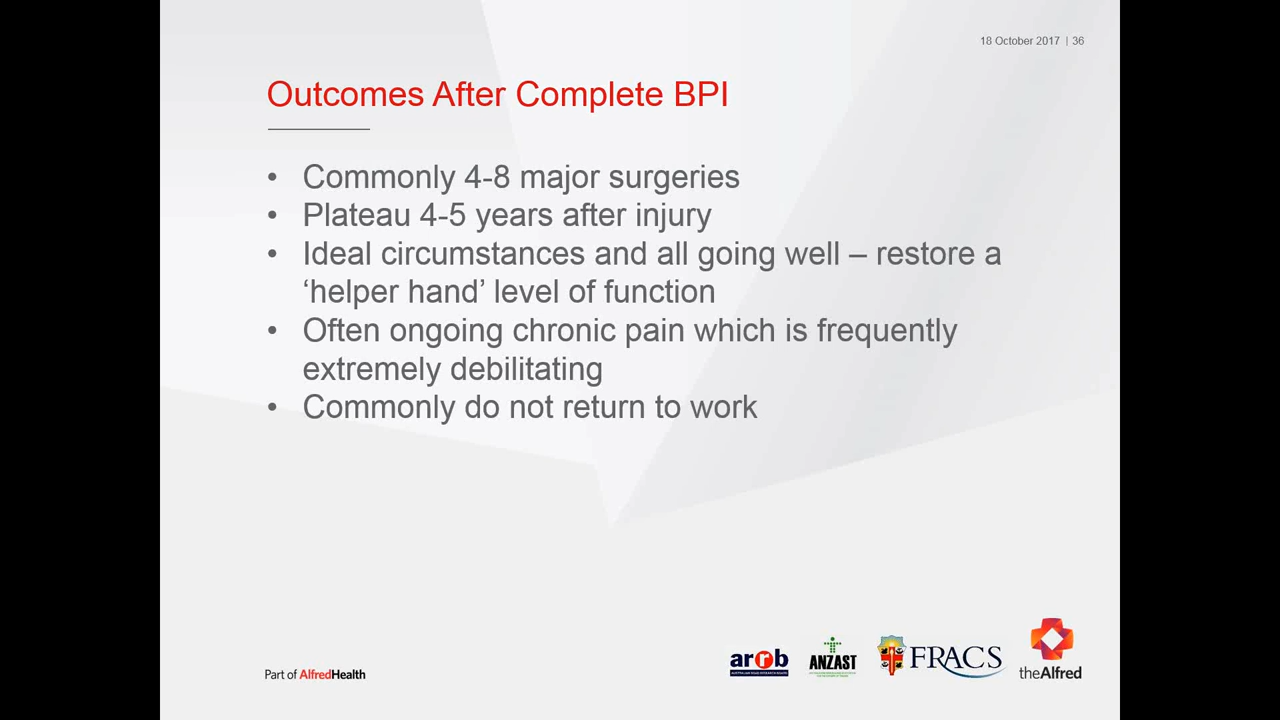 18 October 2017 | 36
Outcomes After Complete BPI
• Commonly 4-8 major surgeries
• Plateau 4-5 years after injury
• Ideal circumstances and all going well – restore a
‘helper hand’ level of function
• Often ongoing chronic pain which is frequently
extremely debilitating
• Commonly do not return to work
Part of AlfredHealth
arrb
ANZAST
FRACS
theAlfred